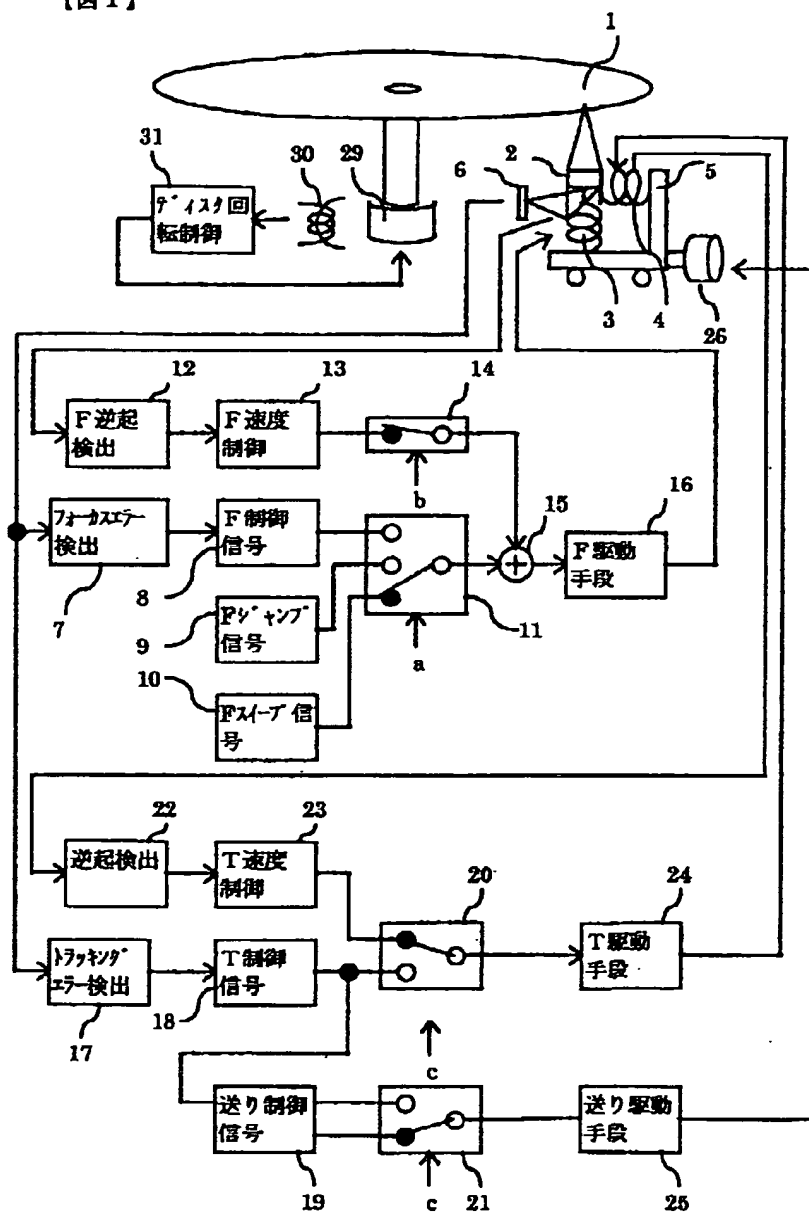 【図1】
1
31
30
29
2
6
5
ディスク回
転制御
3
4
26
12
13
14
F逆起
検出
F速度
制御
b
15
16
フォーカスエラー
検出
F制御
信号
F駆動
手段
7
8
9
Fジャンプ
信号
11
a
10
Fスイープ信
号
22
23
逆起検出
T速度
制御
20
24
トラッキング
エラー検出
T制御
信号
T駆動
手段
17
18
c
送り制御
信号
送り駆動
手段
19
c
21
25